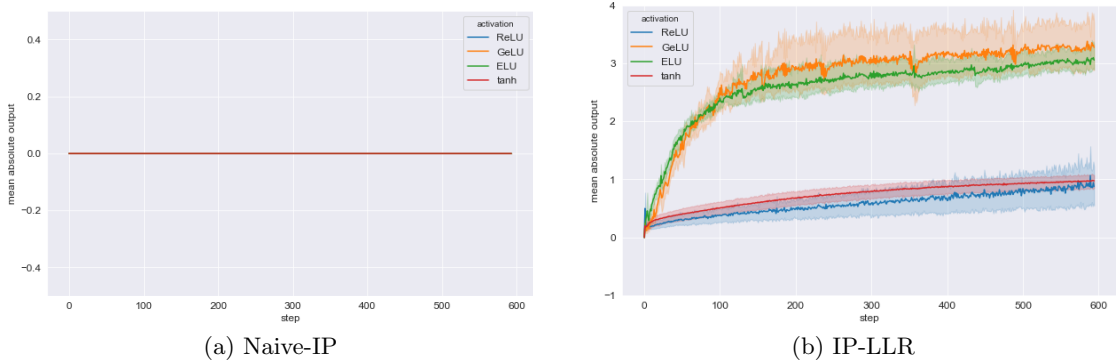 activation
ReLU
GeLU
ELU
tanh
0.4
0.2
0.0
−0.2
−0.4
mean absolute output
0 100 200 300 400 500 600
step
(a) Naive-IP
activation
ReLU
GeLU
ELU
tanh
4
3
2
1
0
−1
mean absolute output
0 100 200 300 400 500 600
step
(b) IP-LLR